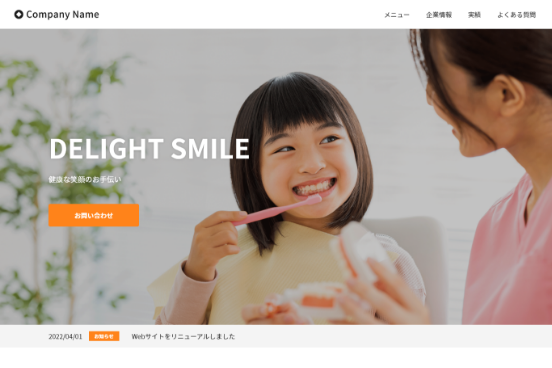 Company Name
メニュー 企業情報 実績 よくある質問
DELIGHT SMILE
健康な笑顔のお手伝い
お問い合わせ
2022/04/01 お知らせ Webサイトをリニューアルしました